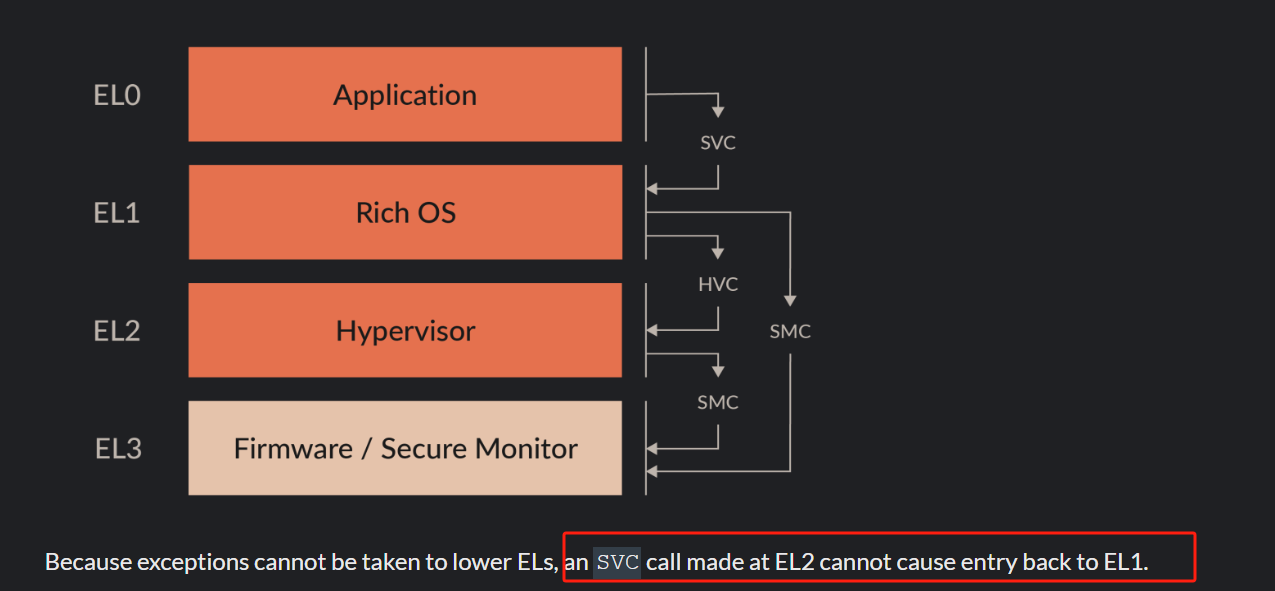 EL0 Application
SVC
EL1 Rich OS
HVC
EL2 Hypervisor SMC
SMC
EL3 Firmware / Secure Monitor
Because exceptions cannot be taken to lower ELs, an SVC call made at EL2 cannot cause entry back to EL1.